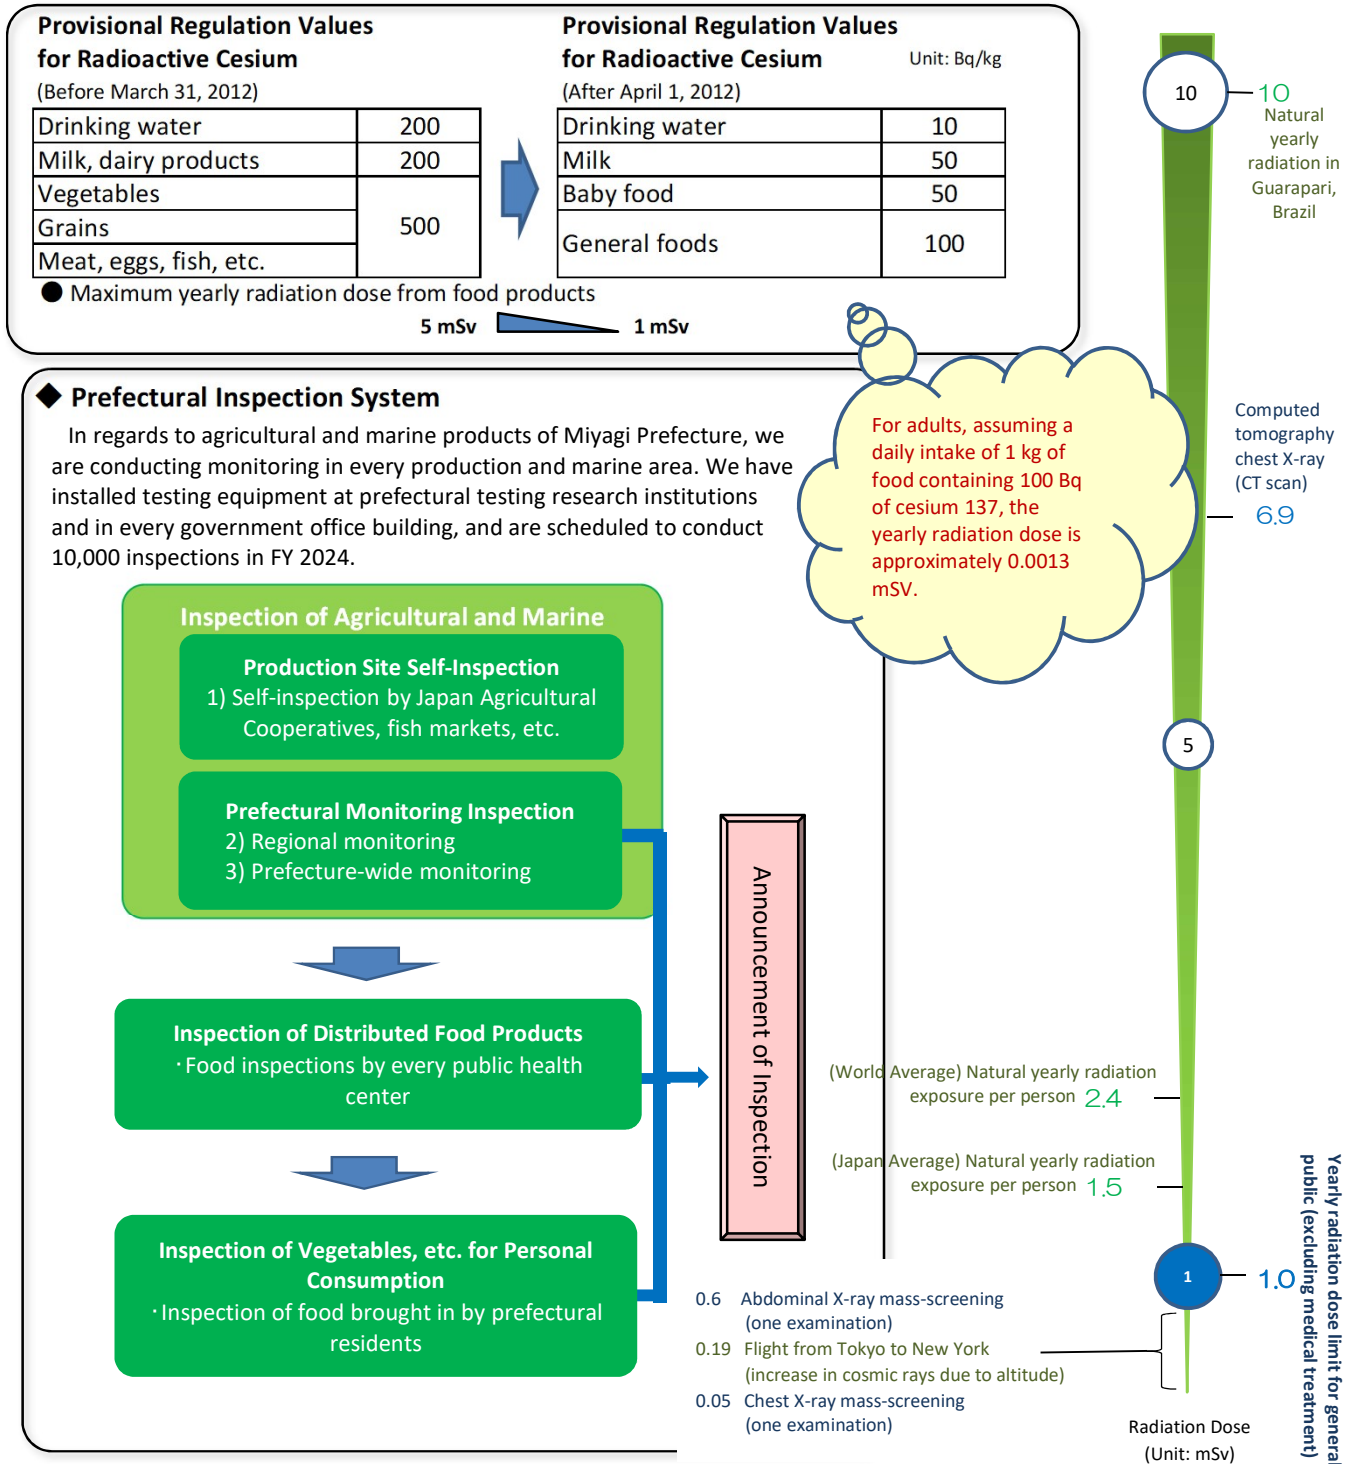 Provisional Regulation Values
for Radioactive Cesium
(Before March 31, 2012)
Drinking water 200
Milk, dairy products 200
Vegetables
Grains 500
Meat, eggs, fish, etc.
Provisional Regulation Values
for Radioactive Cesium Unit: Bq/kg
(After April 1, 2012)
Drinking water 10
Milk 50
Baby food 50
General foods 100
● Maximum yearly radiation dose from food products
5 mSv 1 mSv
◆ Prefectural Inspection System
In regards to agricultural and marine products of Miyagi Prefecture, we
are conducting monitoring in every production and marine area. We have
installed testing equipment at prefectural testing research institutions
and in every government office building, and are scheduled to conduct
10,000 inspections in FY 2024.
Inspection of Agricultural and Marine
Production Site Self-Inspection
1) Self-inspection by Japan Agricultural
Cooperatives, fish markets, etc.
Prefectural Monitoring Inspection
2) Regional monitoring
3) Prefecture-wide monitoring
Inspection of Distributed Food Products
・Food inspections by every public health
center
Inspection of Vegetables, etc. for Personal
Consumption
・Inspection of food brought in by prefectural
residents
Announcement of Inspection
For adults, assuming a
daily intake of 1 kg of
food containing 100 Bq
of cesium 137, the
yearly radiation dose is
approximately 0.0013
mSV.
10
10
Natural
yearly
radiation in
Guarapari,
Brazil
Computed
tomography
chest X-ray
(CT scan)
6.9
5
(World Average) Natural yearly radiation
exposure per person 2.4
(Japan Average) Natural yearly radiation
exposure per person 1.5
1
1.0
Yearly radiation dose limit for general
public (excluding medical treatment)
0.6 Abdominal X-ray mass-screening
(one examination)
0.19 Flight from Tokyo to New York
(increase in cosmic rays due to altitude)
0.05 Chest X-ray mass-screening
(one examination)
Radiation Dose
(Unit: mSv)